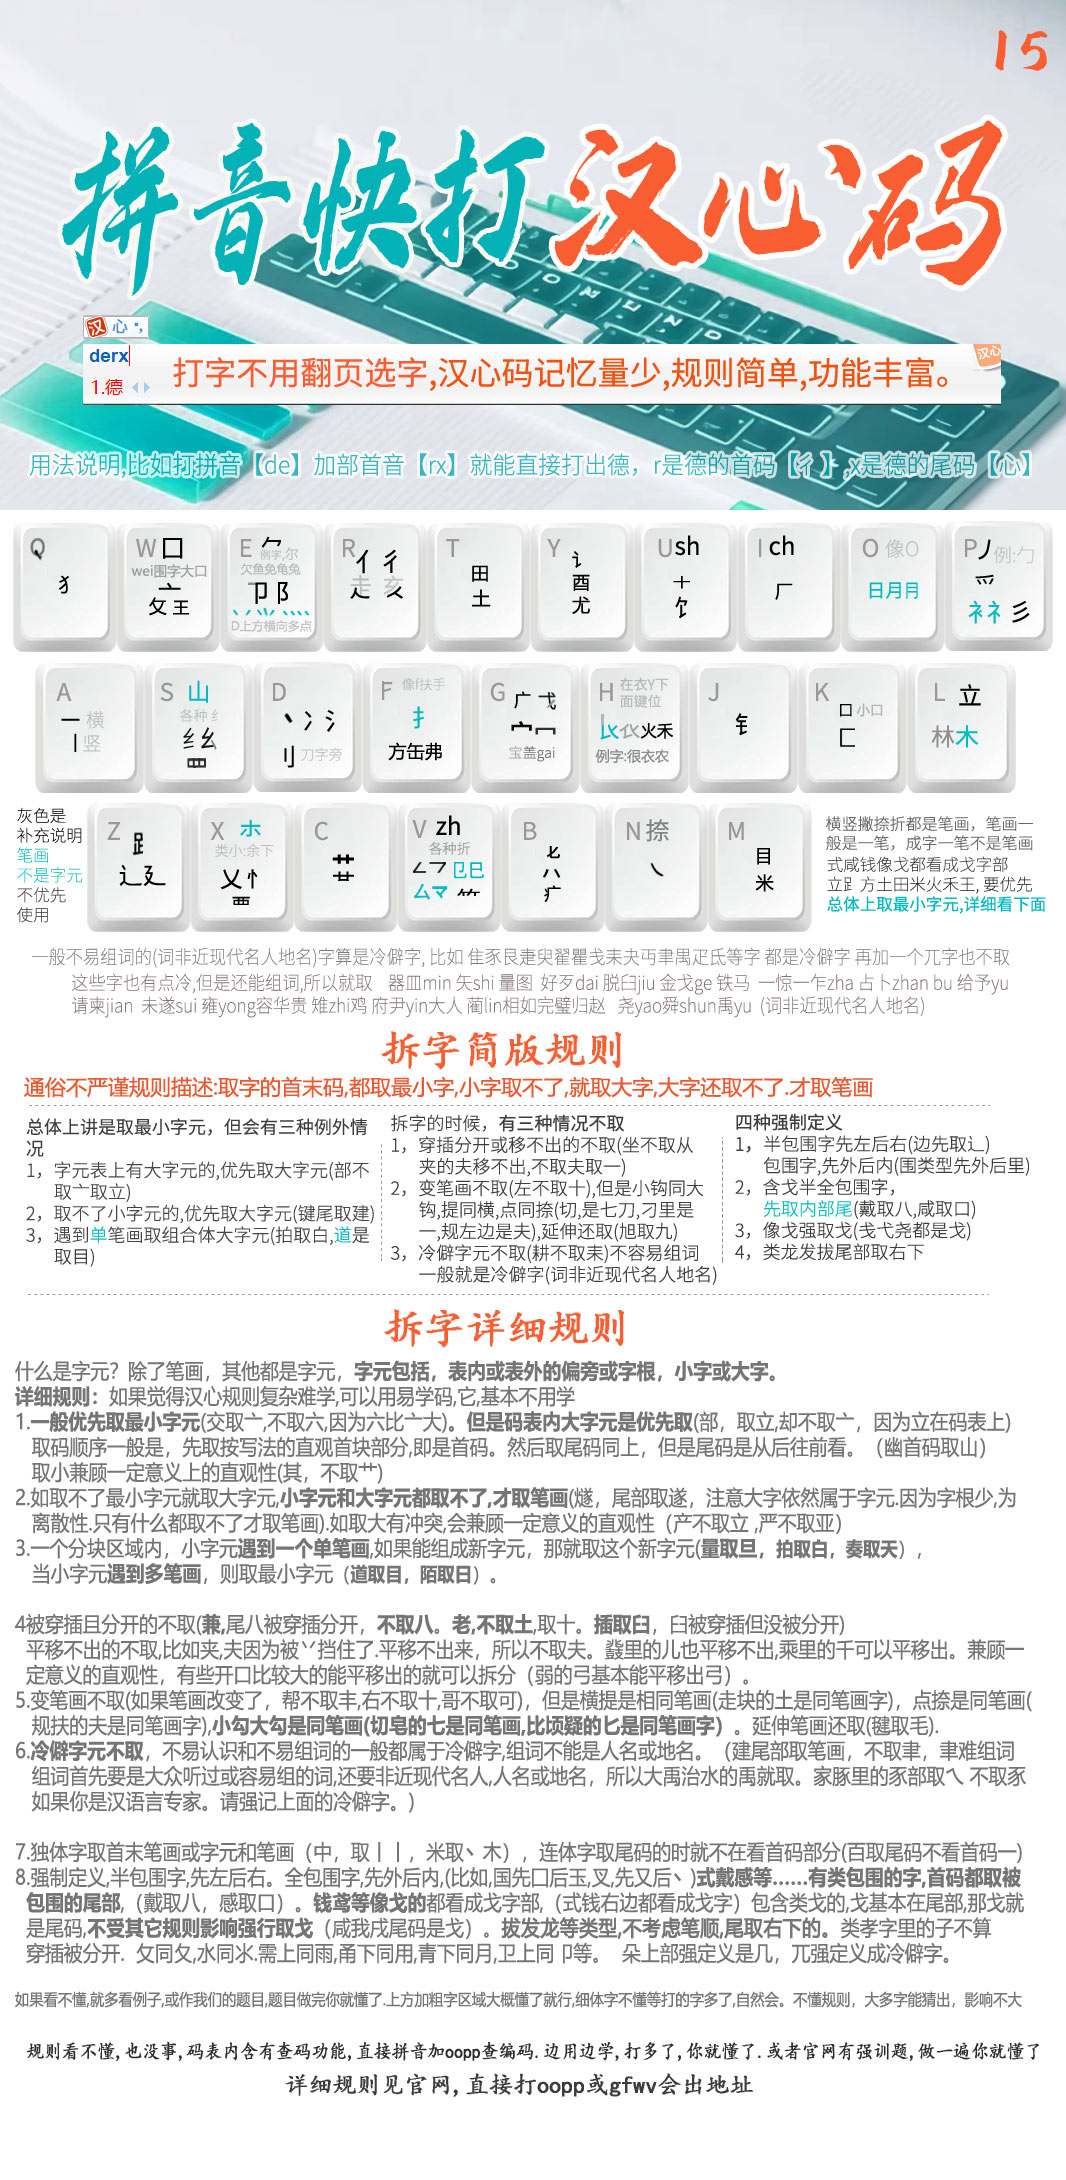 15
拼音快打汉心码
汉 心
derx
1.德
打字不用翻页选字,汉心码记忆量少,规则简单,功能丰富。
汉心
用法说明,比如打拼音【de】加部首音【rx】就能直接打出德，r是德的首码【彳】,x是德的尾码【心】
Q 犭
W 囗 wei围字大口 亠 攵 王
E ⺈ 例字,尔 欠鱼免龟兔 卩 阝 D上方横向多点
R 亻 彳 走 亥
T 田 土
Y 讠 酉 尤
U sh 十 饣
I ch 厂
O 像O 日月
P 丿 例:勹 爫 衤礻 彡
A 一 横 丨 竖
S 山 各种 纟 纟 幺 罒
D 丶 冫 氵 刂 刀字旁
F 像f扶手 扌 方缶弗
G 广 弋 宀 冖 宝盖gai
H 在衣Y下面键位 火禾 例字:很衣农
J 钅
K 口 小口 匚
L 立 林木
灰色是
补充说明
笔画
不是字元
不优先
使用
Z 辶廴
X 类小:余下 乂 忄 覀
C 艹
V zh 各种折
B 八 疒
N 捺
M 目 米
横竖撇捺折都是笔画，笔画一
般是一笔，成字一笔不是笔画
式咸钱像戈都看成戈字部
立⻊方土田米火禾王, 要优先
总体上取最小字元,详细看下面
一般不易组词的(词非近现代名人地名)字算是冷僻字, 比如 隹豕艮疌臾翟瞿戋耒夬丏聿禺疋氐等字 都是冷僻字 再加一个兀字也不取
这些字也有点冷,但是还能组词,所以就取 器皿min 矢shi 量图 好歹dai 脱臼jiu 金戈ge 铁马 一惊一乍zha 占卜zhan bu 给予yu
请柬jian 未遂sui 雍yong容华贵 雉zhi鸡 府尹yin大人 蔺lin相如完璧归赵 尧yao舜shun禹yu (词非近现代名人地名)
拆字简版规则
通俗不严谨规则描述:取字的首末码,都取最小字,小字取不了,就取大字,大字还取不了.才取笔画
总体上讲是取最小字元，但会有三种例外情
况
1，字元表上有大字元的,优先取大字元(部不
取亠取立)
2，取不了小字元的,优先取大字元(键尾取建)
3，遇到单笔画取组合体大字元(拍取白,道是
取目)
拆字的时候，有三种情况不取
1，穿插分开或移不出的不取(坐不取从
夹的夫移不出,不取夫取一)
2，变笔画不取(左不取十),但是小钩同大
钩,提同横,点同捺(切,是七刀,刁里是
一,规左边是夫),延伸还取(旭取九)
3，冷僻字元不取(耕不取耒)不容易组词
一般就是冷僻字(词非近现代名人地名)
四种强制定义
1，半包围字先左后右(边先取辶)
包围字,先外后内(围类型先外后里)
2，含戈半全包围字，
先取内部尾(戴取八,咸取口)
3，像戈强取戈(戋弋尧都是戈)
4，类龙发拔尾部取右下
拆字详细规则
什么是字元？除了笔画，其他都是字元，字元包括，表内或表外的偏旁或字根，小字或大字。
详细规则：如果觉得汉心规则复杂难学,可以用易学码,它,基本不用学
1.一般优先取最小字元(交取亠,不取六,因为六比亠大)。但是码表内大字元是优先取(部，取立,却不取亠，因为立在码表上)
取码顺序一般是，先取按写法的直观首块部分,即是首码。然后取尾码同上，但是尾码是从后往前看。（幽首码取山）
取小兼顾一定意义上的直观性(其，不取艹)
2.如取不了最小字元就取大字元,小字元和大字元都取不了,才取笔画(燧，尾部取遂，注意大字依然属于字元.因为字根少,为
离散性.只有什么都取不了才取笔画).如取大有冲突,会兼顾一定意义的直观性（产不取立 ,严不取亚）
3.一个分块区域内，小字元遇到一个单笔画,如果能组成新字元，那就取这个新字元(量取旦，拍取白，奏取天），
当小字元遇到多笔画，则取最小字元（道取目，陌取日）。
4被穿插且分开的不取(兼,尾八被穿插分开，不取八。老,不取土,取十。插取臼，臼被穿插但没被分开)
平移不出的不取,比如夹,夫因为被丷挡住了.平移不出来，所以不取夫。鼗里的儿也平移不出,乘里的千可以平移出。兼顾一
定意义的直观性，有些开口比较大的能平移出的就可以拆分（弱的弓基本能平移出弓）。
5.变笔画不取(如果笔画改变了，帮不取丰,右不取十,哥不取可)，但是横提是相同笔画(走块的土是同笔画字)，点捺是同笔画(
规扶的夫是同笔画字),小勾大勾是同笔画(切皂的七是同笔画,比顷疑的匕是同笔画字）。延伸笔画还取(毽取毛).
6.冷僻字元不取，不易认识和不易组词的一般都属于冷僻字,组词不能是人名或地名。（建尾部取笔画，不取聿，聿难组词
组词首先要是大众听过或容易组的词,还要非近现代名人,人名或地名，所以大禹治水的禹就取。家豚里的豕部取乀 不取豕
如果你是汉语言专家。请强记上面的冷僻字。)
7.独体字取首末笔画或字元和笔画（中，取丨丨，米取丶木），连体字取尾码的时就不在看首码部分(百取尾码不看首码一)
8.强制定义,半包围字,先左后右。全包围字,先外后内,(比如,国先囗后玉,叉,先又后丶)式戴感等……有类包围的字,首码都取被
包围的尾部,（戴取八，感取口）。钱鸢等像戈的都看成戈字部,（式钱右边都看成戈字）包含类戈的,戈基本在尾部,那戈就
是尾码,不受其它规则影响强行取戈（咸我戌尾码是戈）。拔发龙等类型,不考虑笔顺,尾取右下的。类孝字里的子不算
穿插被分开. 攵同夂,水同氺.需上同雨,甬下同用,青下同月,卫上同卩等。 朵上部强定义是几，兀强定义成冷僻字。
如果看不懂,就多看例子,或作我们的题目,题目做完你就懂了.上方加粗字区域大概懂了就行,细体字不懂等打的字多了,自然会。不懂规则，大多字能猜出，影响不大
规则看不懂,也没事,码表内含有查码功能,直接拼音加oopp查编码.边用边学,打多了,你就懂了.或者官网有强训题,做一遍你就懂了
详细规则见官网,直接打oopp或gfwv会出地址